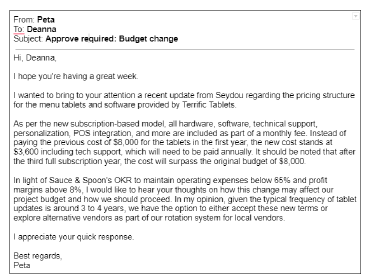 From: Peta
To: Deanna
Subject: Approve required: Budget change
Hi, Deanna,
I hope you're having a great week.
I wanted to bring to your attention a recent update from Seydou regarding the pricing structure
for the menu tablets and software provided by Terrific Tablets.
As per the new subscription-based model, all hardware, software, technical support,
personalization, POS integration, and more are included as part of a monthly fee. Instead of
paying the previous cost of $8,000 for the tablets in the first year, the new cost stands at
$3,600 including tech support, which will need to be paid annually. It should be noted that after
the third full subscription year, the cost will surpass the original budget of $8,000.
In light of Sauce & Spoon's OKR to maintain operating expenses below 65% and profit
margins above 8%, I would like to hear your thoughts on how this change may affect our
project budget and how we should proceed. In my opinion, given the typical frequency of tablet
updates is around 3 to 4 years, we have the option to either accept these new terms or
explore alternative vendors as part of our rotation system for local vendors.
I appreciate your quick response.
Best regards,
Peta